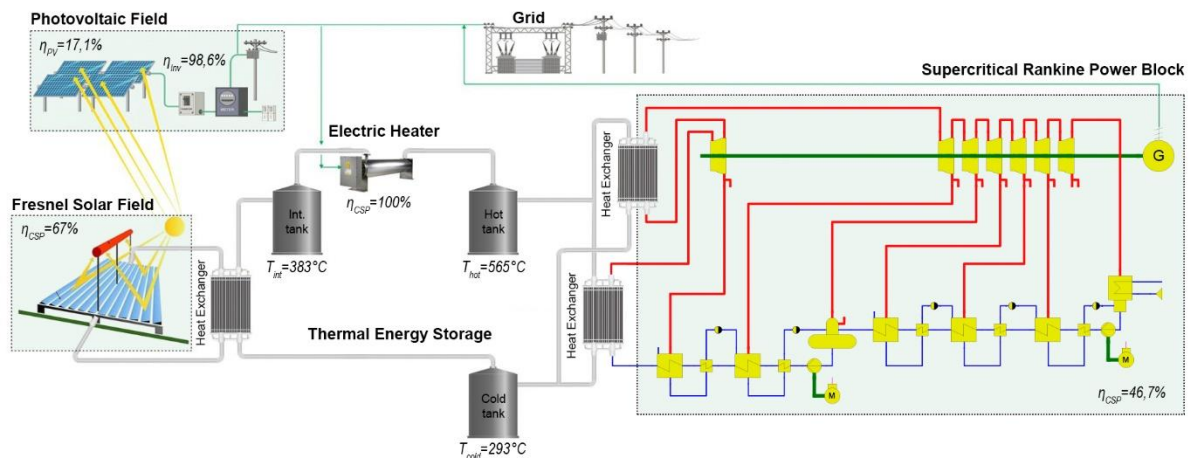 Photovoltaic Field
ηPV=17,1%
ηInv=98,6%
Grid
Supercritical Rankine Power Block
Electric Heater
ηCSP=100%
Heat Exchanger
G
Fresnel Solar Field
ηCSP=67%
Int.
tank
Tint=383°C
Hot
tank
Thot=565°C
Heat Exchanger
Heat Exchanger
Thermal Energy Storage
Cold
tank
Tcold=293°C
M
M
ηCSP=46,7%